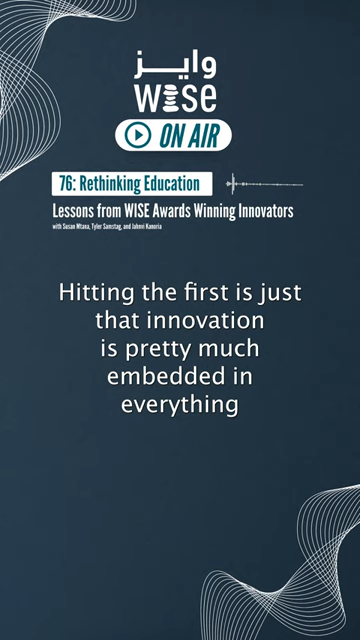 وايز
wise
ON AIR
76: Rethinking Education
Lessons from WISE Awards Winning Innovators
with Susan Mtana, Tyler Samstag, and Jahnvi Kanoria
Hitting the first is just
that innovation
is pretty much
embedded in
everything